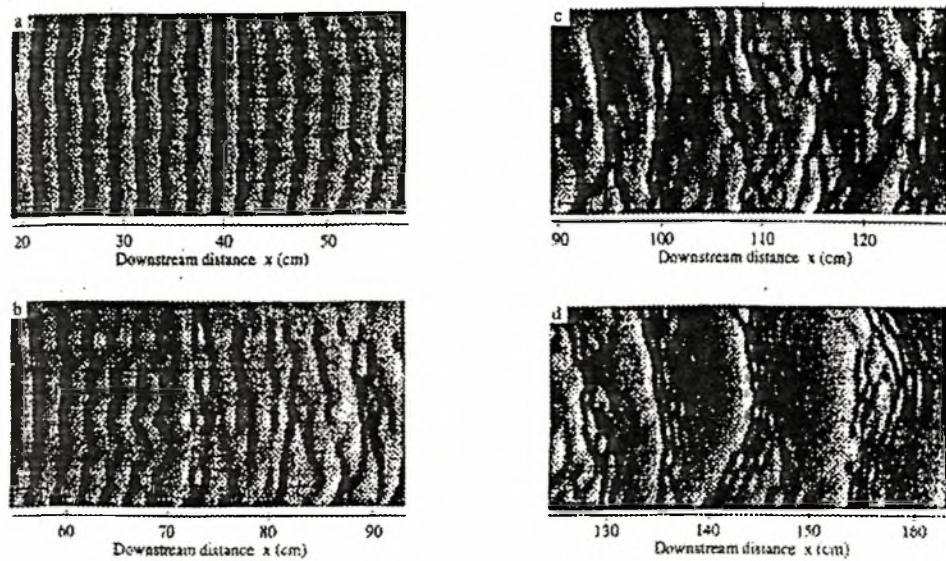 a
20 30 40 50
Downstream distance x (cm)
b
60 70 80 90
Downstream distance x (cm)
c
90 100 110 120
Downstream distance x (cm)
d
130 140 150 160
Downstream distance x (cm)